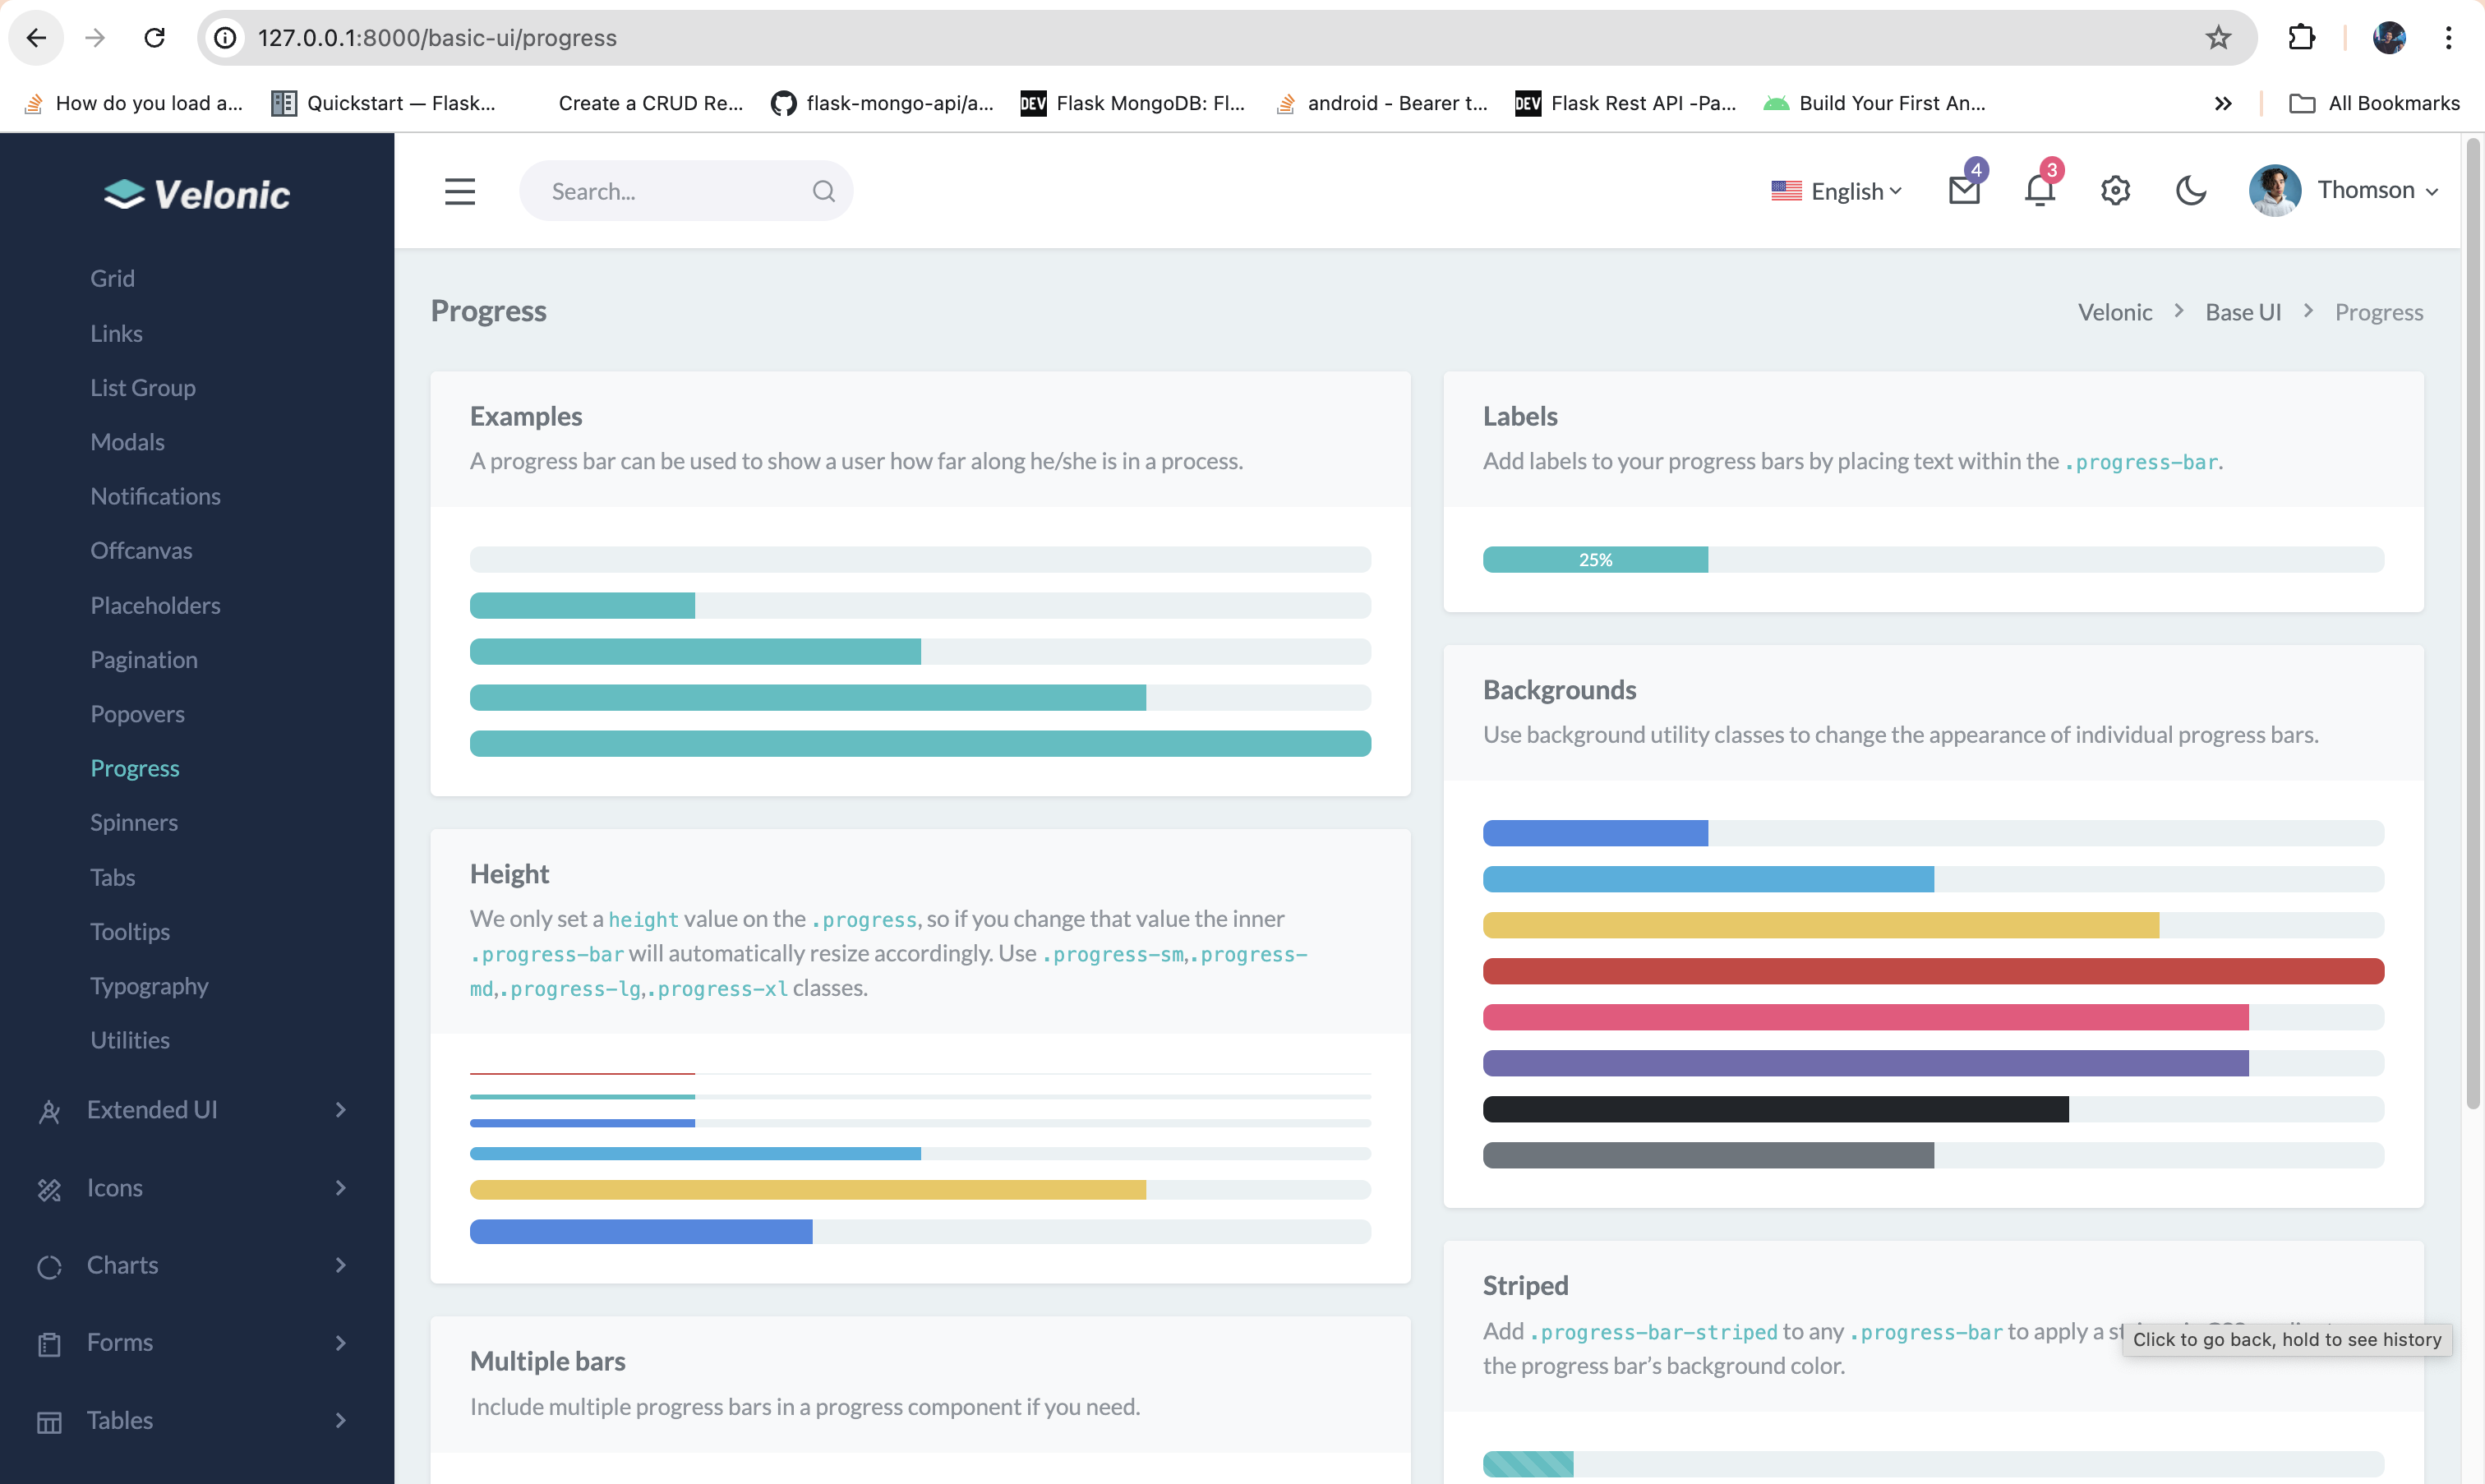 127.0.0.1:8000/basic-ui/progress
How do you load a...
Quickstart — Flask...
Create a CRUD Re...
flask-mongo-api/a...
DEV
Flask MongoDB: Fl...
android - Bearer t...
DEV
Flask Rest API -Pa...
Build Your First An...
All Bookmarks
Velonic
Search...
English
4
3
Thomson
Grid
Links
List Group
Modals
Notifications
Offcanvas
Placeholders
Pagination
Popovers
Progress
Spinners
Tabs
Tooltips
Typography
Utilities
Extended UI
Icons
Charts
Forms
Tables
Progress
Velonic
Base UI
Progress
Examples
A progress bar can be used to show a user how far along he/she is in a process.
Height
We only set a height value on the .progress, so if you change that value the inner
.progress-bar will automatically resize accordingly. Use .progress-sm,.progress-
md,.progress-lg,.progress-xl classes.
Multiple bars
Include multiple progress bars in a progress component if you need.
Labels
Add labels to your progress bars by placing text within the .progress-bar.
25%
Backgrounds
Use background utility classes to change the appearance of individual progress bars.
Striped
Add .progress-bar-striped to any .progress-bar to apply a
the progress bar’s background color.
Click to go back, hold to see history